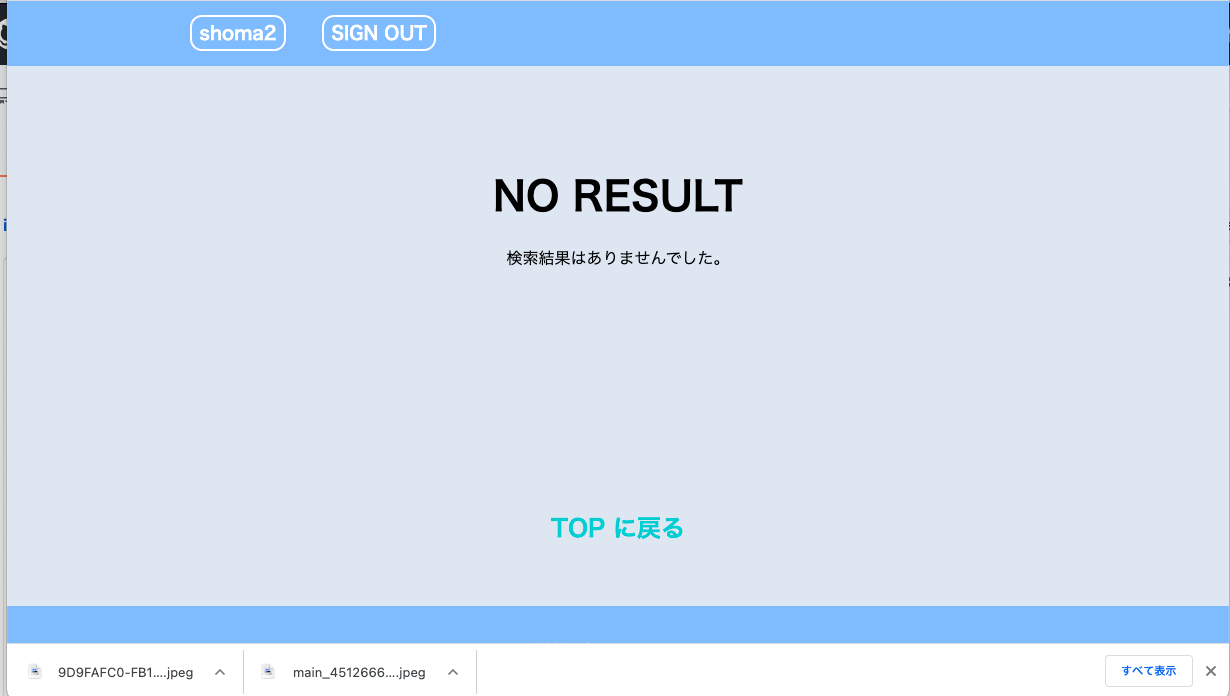 shoma2 SIGN OUT
NO RESULT
検索結果はありませんでした。
TOP に戻る
9D9FAFC0-FB1....jpeg main_4512666....jpeg すべて表示